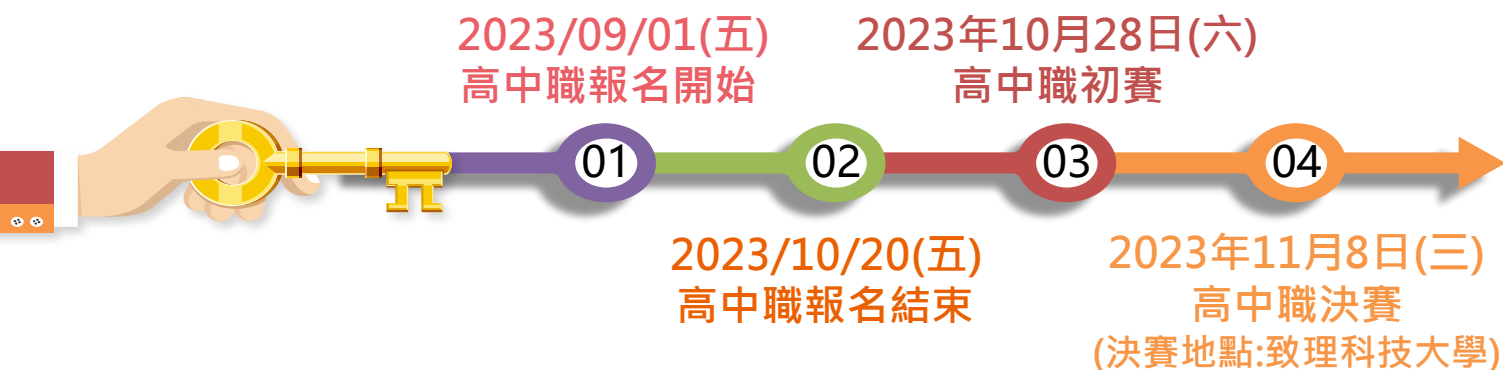 2023/09/01(五)
高中職報名開始
2023年10月28日(六)
高中職初賽
01
02
03
04
2023/10/20(五)
高中職報名結束
2023年11月8日(三)
高中職決賽
(決賽地點:致理科技大學)